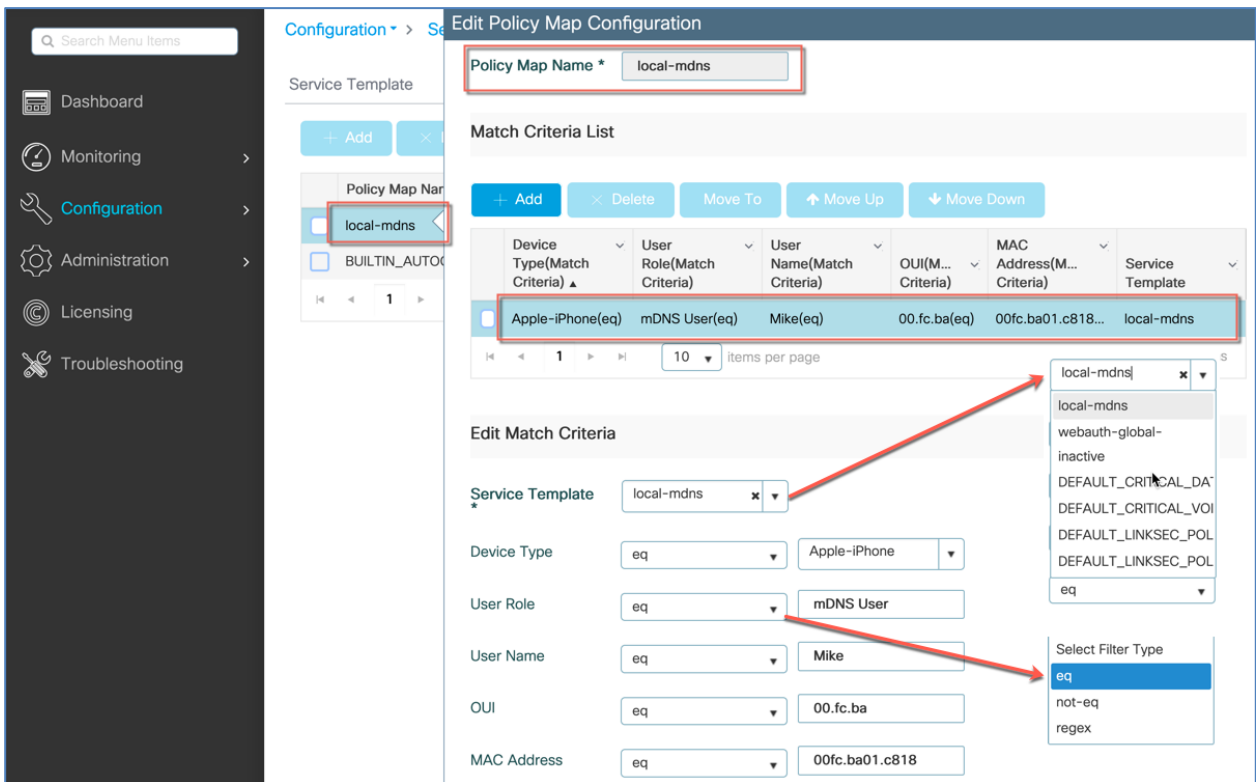 Search Menu Items
Dashboard
Monitoring
Configuration
Administration
Licensing
Troubleshooting
Configuration > Se
Service Template
+ Add ×
Policy Map Nar
local-mdns
BUILTIN_AUTOC
1
Edit Policy Map Configuration
Policy Map Name * local-mdns
Match Criteria List
+ Add × Delete Move To Move Up Move Down
Device Type(Match Criteria) User Role(Match Criteria) User Name(Match Criteria) OUI(M... Criteria) MAC Address(M... Criteria) Service Template
Apple-iPhone(eq) mDNS User(eq) Mike(eq) 00.fc.ba(eq) 00fc.ba01.c818... local-mdns
1 10 items per page s
Edit Match Criteria
Service Template * local-mdns ×
Device Type eq Apple-iPhone
User Role eq mDNS User
User Name eq Mike
OUI eq 00.fc.ba
MAC Address eq 00fc.ba01.c818
local-mdns ×
local-mdns
webauth-global-
inactive
DEFAULT_CRITICAL_DAT
DEFAULT_CRITICAL_VOI
DEFAULT_LINKSEC_POL
DEFAULT_LINKSEC_POL
eq
Select Filter Type
eq
not-eq
regex